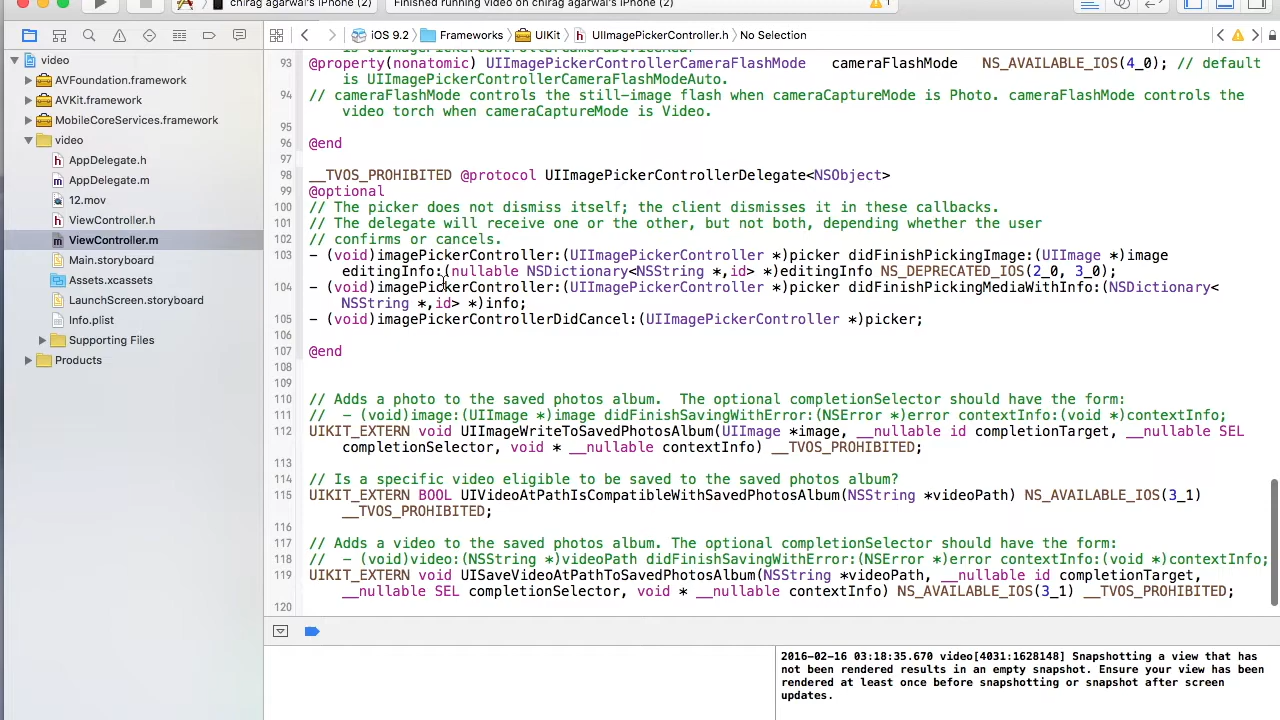 chirag agarwal's iPhone (2)
Finished running video on chirag agarwal's iPhone (2)
1
iOS 9.2 Frameworks UIKit UIImagePickerController.h No Selection
video
AVFoundation.framework
AVKit.framework
MobileCoreServices.framework
video
AppDelegate.h
AppDelegate.m
12.mov
ViewController.h
ViewController.m
Main.storyboard
Assets.xcassets
LaunchScreen.storyboard
Info.plist
Supporting Files
Products
93 @property(nonatomic) UIImagePickerControllerCameraFlashMode cameraFlashMode NS_AVAILABLE_IOS(4_0); // default
is UIImagePickerControllerCameraFlashModeAuto.
94 // cameraFlashMode controls the still-image flash when cameraCaptureMode is Photo. cameraFlashMode controls the
video torch when cameraCaptureMode is Video.
95
96 @end
97
98 __TVOS_PROHIBITED @protocol UIImagePickerControllerDelegate<NSObject>
99 @optional
100 // The picker does not dismiss itself; the client dismisses it in these callbacks.
101 // The delegate will receive one or the other, but not both, depending whether the user
102 // confirms or cancels.
103 - (void)imagePickerController:(UIImagePickerController *)picker didFinishPickingImage:(UIImage *)image
editingInfo:(nullable NSDictionary<NSString *,id> *)editingInfo NS_DEPRECATED_IOS(2_0, 3_0);
104 - (void)imagePickerController:(UIImagePickerController *)picker didFinishPickingMediaWithInfo:(NSDictionary<
NSString *,id> *)info;
105 - (void)imagePickerControllerDidCancel:(UIImagePickerController *)picker;
106
107 @end
108
109
110 // Adds a photo to the saved photos album.  The optional completionSelector should have the form:
111 //  - (void)image:(UIImage *)image didFinishSavingWithError:(NSError *)error contextInfo:(void *)contextInfo;
112 UIKIT_EXTERN void UIImageWriteToSavedPhotosAlbum(UIImage *image, __nullable id completionTarget, __nullable SEL
completionSelector, void * __nullable contextInfo) __TVOS_PROHIBITED;
113
114 // Is a specific video eligible to be saved to the saved photos album?
115 UIKIT_EXTERN BOOL UIVideoAtPathIsCompatibleWithSavedPhotosAlbum(NSString *videoPath) NS_AVAILABLE_IOS(3_1)
__TVOS_PROHIBITED;
116
117 // Adds a video to the saved photos album. The optional completionSelector should have the form:
118 //  - (void)video:(NSString *)videoPath didFinishSavingWithError:(NSError *)error contextInfo:(void *)contextInfo;
119 UIKIT_EXTERN void UISaveVideoAtPathToSavedPhotosAlbum(NSString *videoPath, __nullable id completionTarget,
__nullable SEL completionSelector, void * __nullable contextInfo) NS_AVAILABLE_IOS(3_1) __TVOS_PROHIBITED;
120
2016-02-16 03:18:35.670 video[4031:1628148] Snapshotting a view that has
not been rendered results in an empty snapshot. Ensure your view has been
rendered at least once before snapshotting or snapshot after screen
updates.